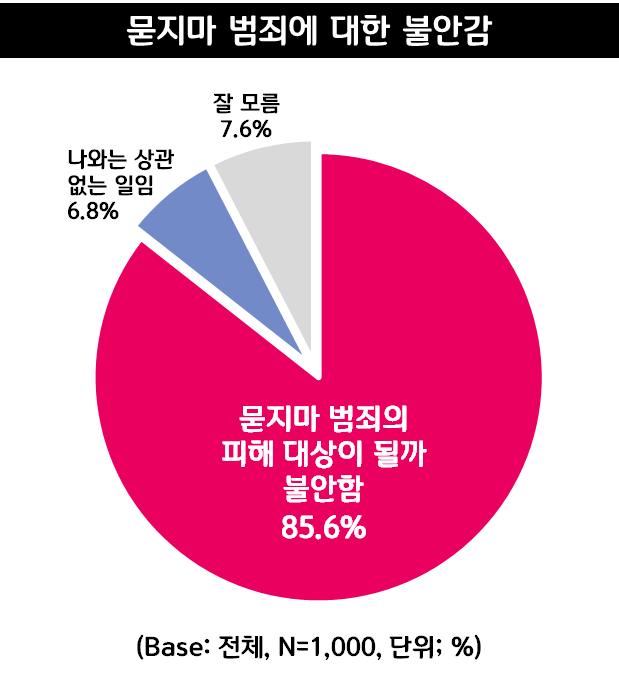 묻지마 범죄에 대한 불안감
잘 모름
7.6%
나와는 상관
없는 일임
6.8%
묻지마 범죄의
피해 대상이 될까
불안함
85.6%
(Base: 전체, N=1,000, 단위; %)